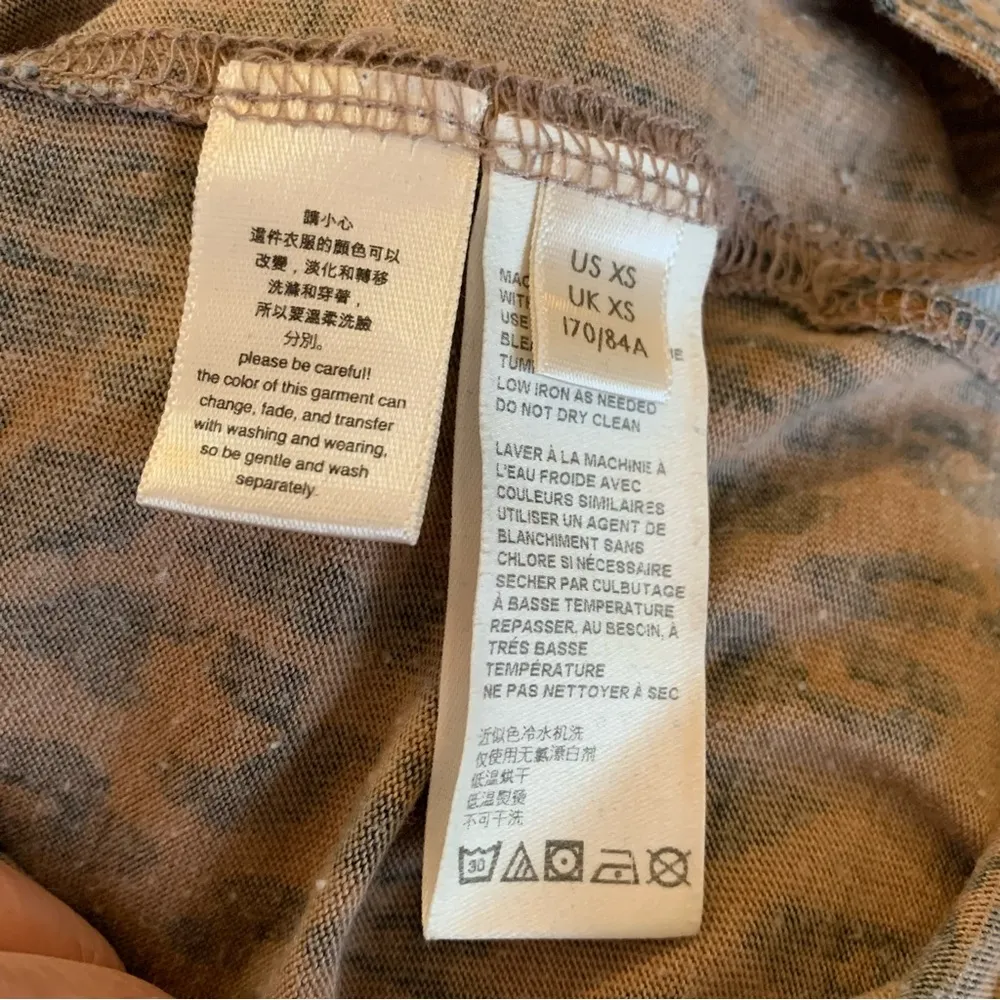 請小心
這件衣服的顏色可以
改變，淡化和轉移
洗滌和穿著，
所以要溫柔洗臉
分別。
please be careful!
the color of this garment can
change, fade, and transfer
with washing and wearing,
so be gentle and wash
separately.
US XS
UK XS
170/84A
LOW IRON AS NEEDED
DO NOT DRY CLEAN
LAVER À LA MACHINIE À
L'EAU FROIDE AVEC
COULEURS SIMILAIRES
UTILISER UN AGENT DE
BLANCHIMENT SANS
CHLORE SI NÉCESSAIRE
SECHER PAR CULBUTAGE
À BASSE TEMPERATURE
REPASSER, AU BESOIN, À
TRÉS BASSE
TEMPÉRATURE
NE PAS NETTOYER À SEC
近似色冷水机洗
仅使用无氯漂白剂
低温烘干
低温熨烫
不可干洗
30